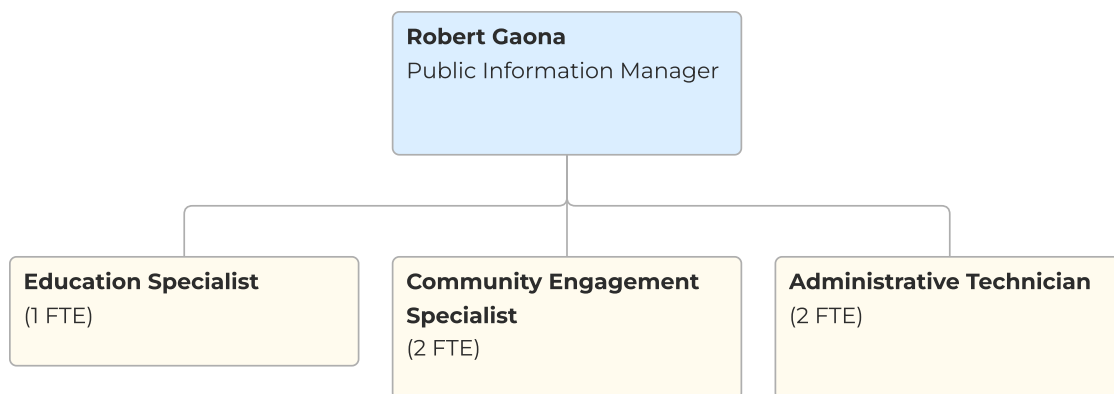 Robert Gaona
Public Information Manager
Education Specialist
(1 FTE)
Community Engagement
Specialist
(2 FTE)
Administrative Technician
(2 FTE)